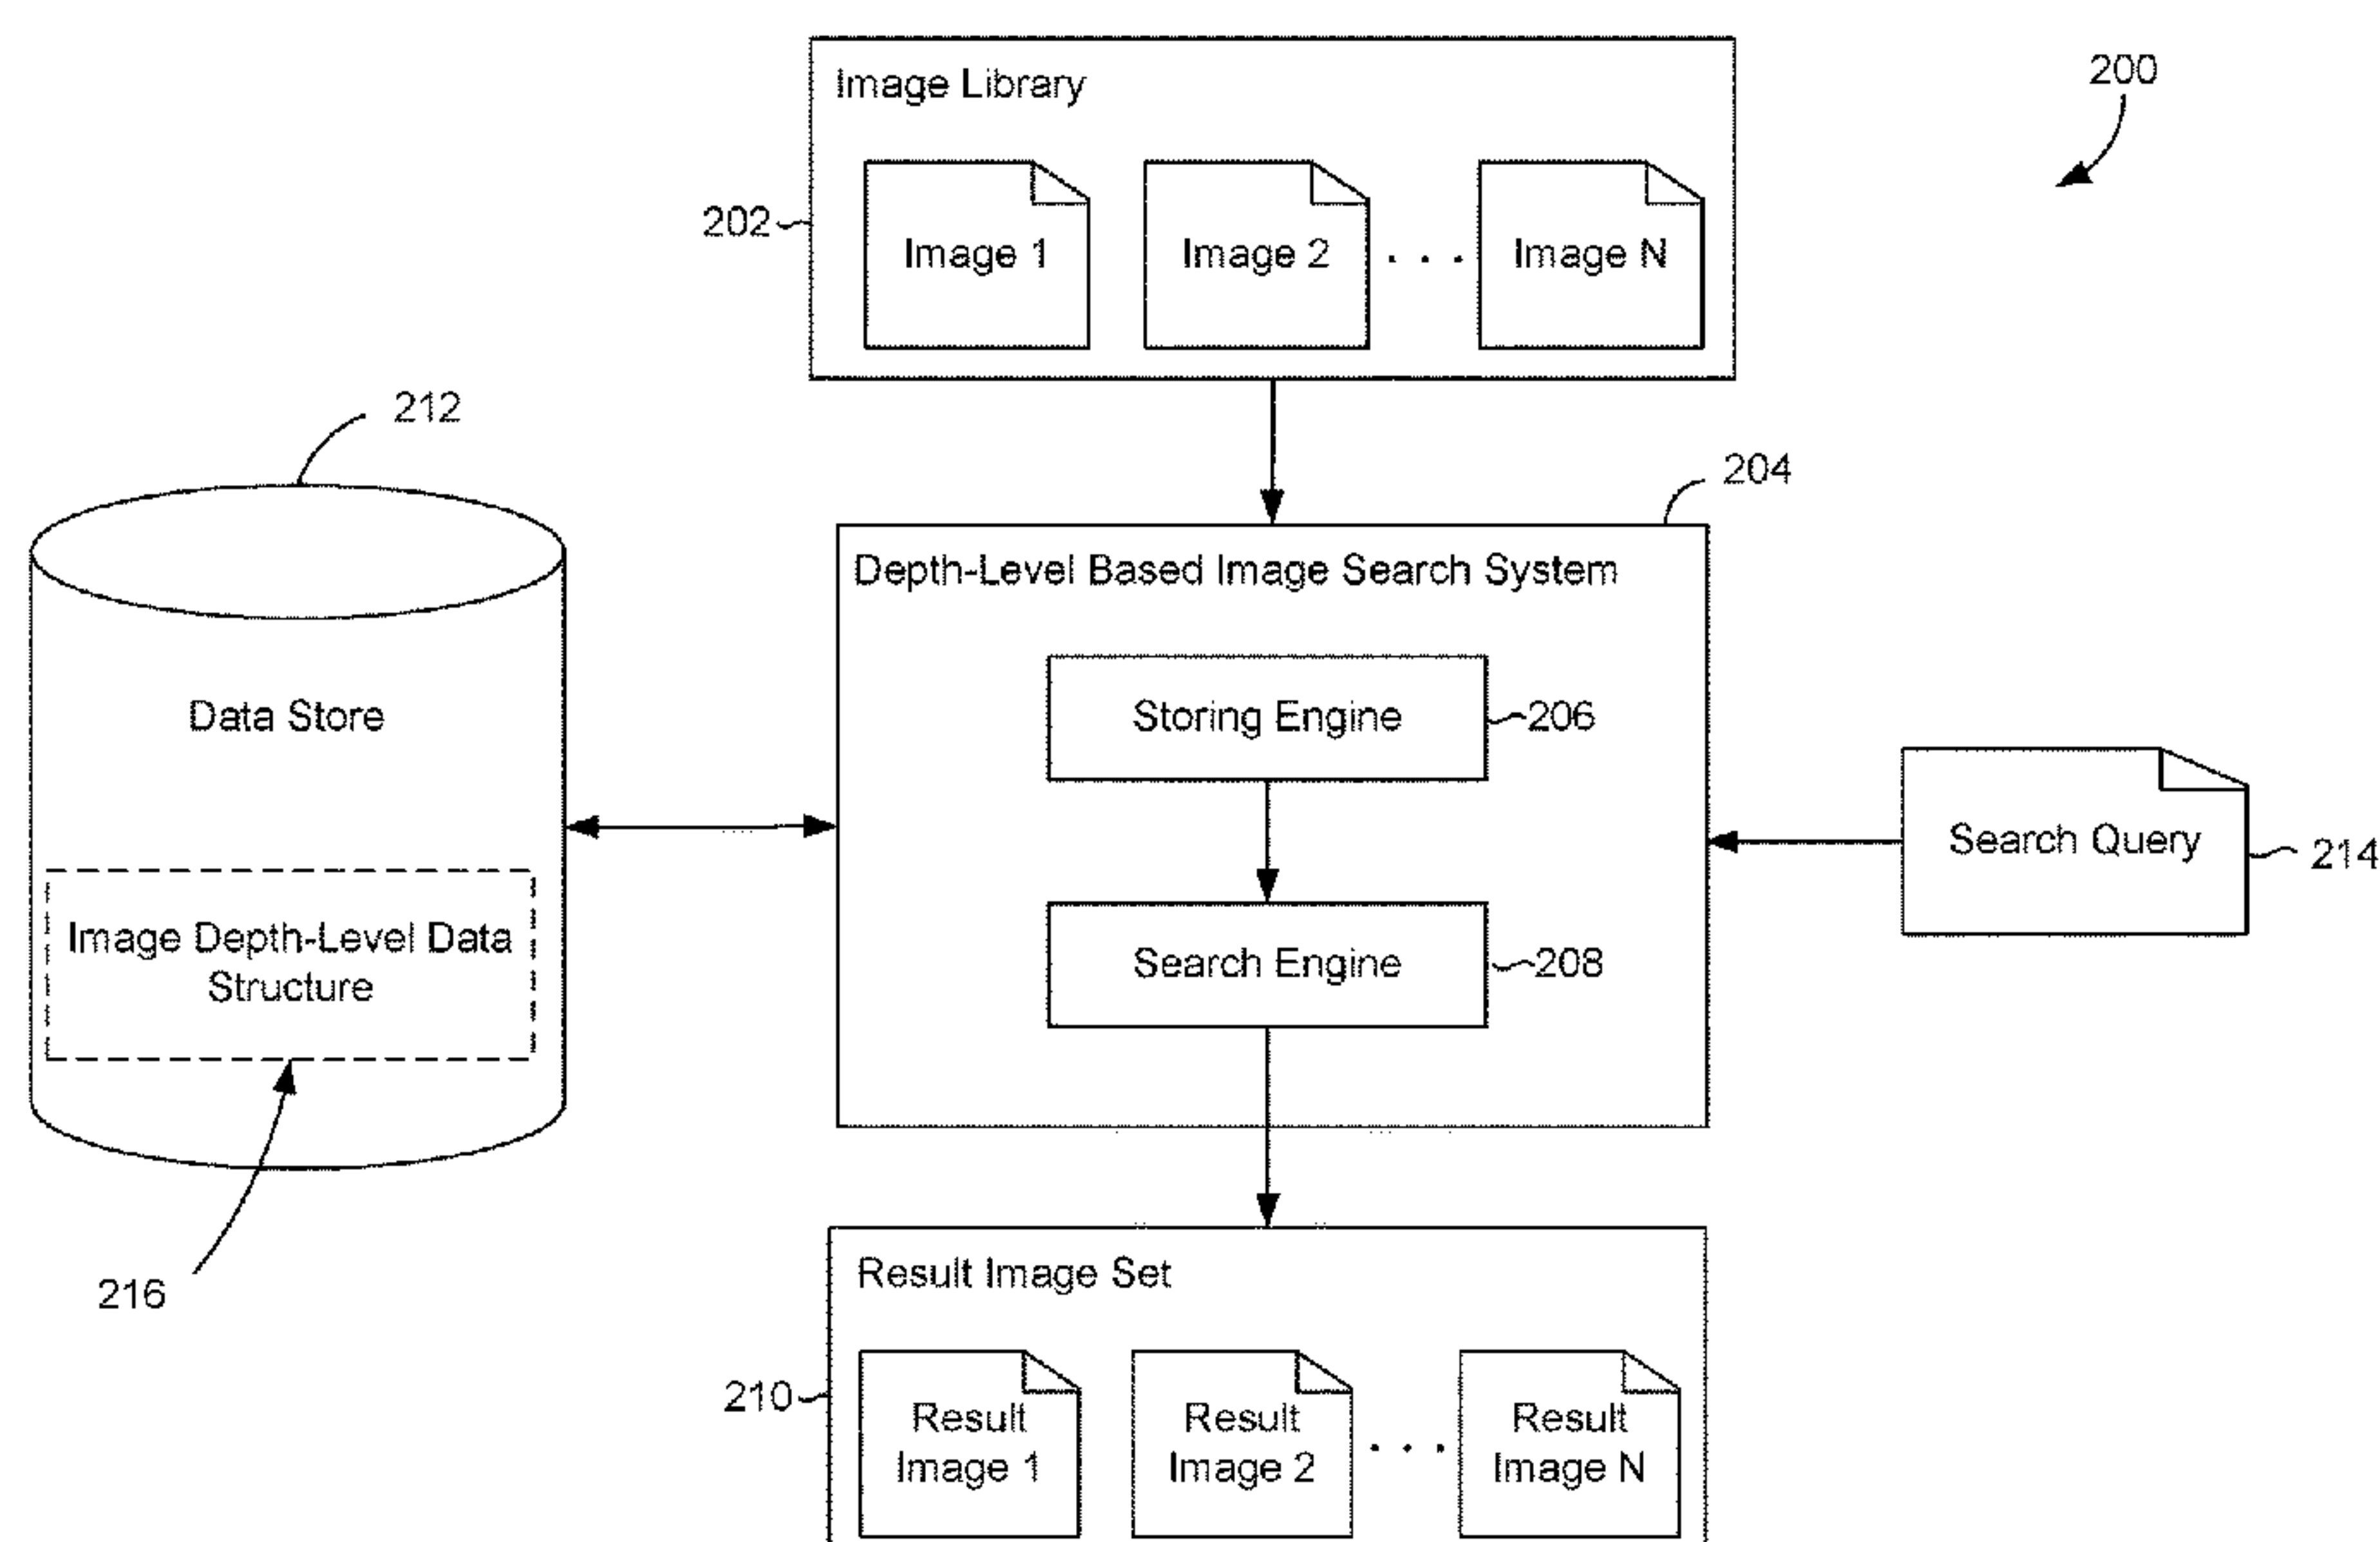 200
Image Library
202
Image 1
Image 2
. . .
Image N
212
204
Depth-Level Based Image Search System
Data Store
Storing Engine
206
Search Query
214
Image Depth-Level Data
Structure
Search Engine
208
216
Result Image Set
210
Result
Image 1
Result
Image 2
. . .
Result
Image N